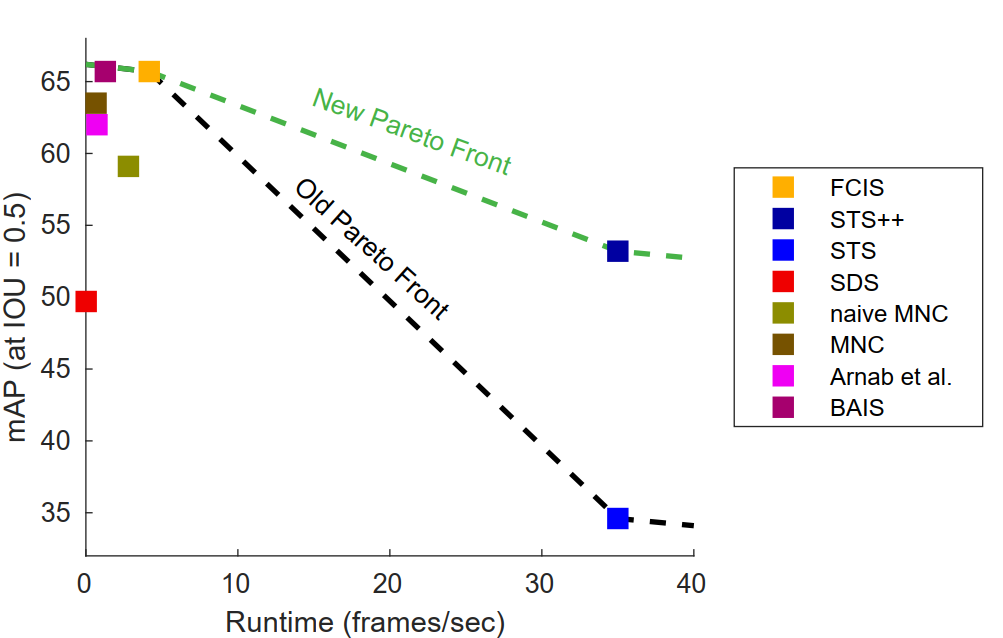 65
60
55
50
45
40
35
mAP (at IOU = 0.5)
New Pareto Front
Old Pareto Front
0
10
20
30
40
Runtime (frames/sec)
FCIS
STS++
STS
SDS
naive MNC
MNC
Arnab et al.
BAIS